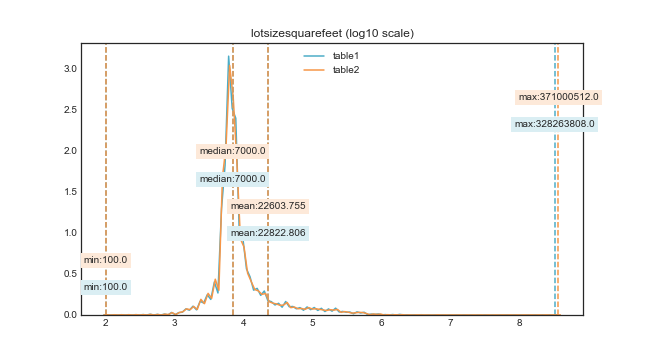 lotsizesquarefeet (log10 scale)
table1
table2
3.0
2.5
2.0
1.5
1.0
0.5
0.0
max:371000512.0
max:328263808.0
median:7000.0
median:7000.0
mean:22603.755
mean:22822.806
min:100.0
min:100.0
2 3 4 5 6 7 8